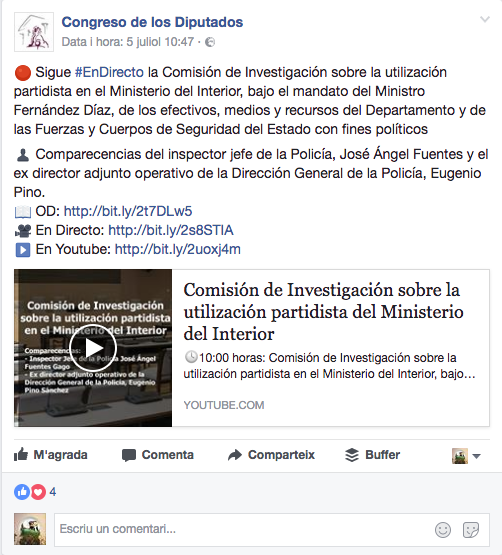 Congreso de los Diputados
Data i hora: 5 juliol 10:47 ·
Sigue #EnDirecto la Comisión de Investigación sobre la utilización
partidista en el Ministerio del Interior, bajo el mandato del Ministro
Fernández Díaz, de los efectivos, medios y recursos del Departamento y de
las Fuerzas y Cuerpos de Seguridad del Estado con fines políticos
Comparecencias del inspector jefe de la Policía, José Ángel Fuentes y el
ex director adjunto operativo de la Dirección General de la Policía, Eugenio
Pino.
OD: http://bit.ly/2t7DLw5
En Directo: http://bit.ly/2s8STIA
En Youtube: http://bit.ly/2uoxj4m
Comisión de Investigación
sobre la utilización partidista
en el Ministerio del Interior
Comparecencias:
- Inspector Jefe de la Policía José Ángel
Fuentes Gago
- Ex director adjunto operativo de la
Dirección General de la Policía, Eugenio
Pino Sánchez
Comisión de Investigación sobre la
utilización partidista del Ministerio
del Interior
10:00 horas: Comisión de Investigación sobre la
utilización partidista en el Ministerio del Interior, bajo...
YOUTUBE.COM
M'agrada Comenta Comparteix Buffer
4
Escriu un comentari...